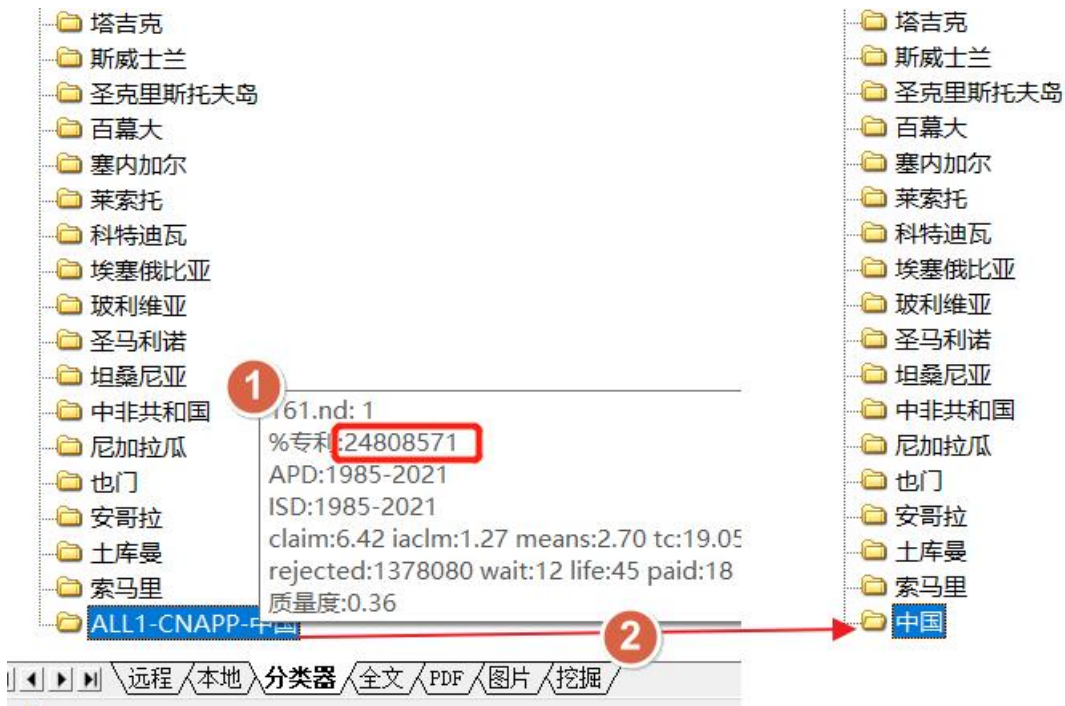 塔吉克
斯威士兰
圣克里斯托夫岛
百幕大
塞内加尔
莱索托
科特迪瓦
埃塞俄比亚
玻利维亚
圣马利诺
坦桑尼亚
中非共和国
尼加拉瓜
也门
安哥拉
土库曼
索马里
ALL1-CNAPP-中国
1
161.nd: 1
%专利:24808571
APD:1985-2021
ISD:1985-2021
claim:6.42 iaclm:1.27 means:2.70 tc:19.05
rejected:1378080 wait:12 life:45 paid:18
质量度:0.36
2
塔吉克
斯威士兰
圣克里斯托夫岛
百幕大
塞内加尔
莱索托
科特迪瓦
埃塞俄比亚
玻利维亚
圣马利诺
坦桑尼亚
中非共和国
尼加拉瓜
也门
安哥拉
土库曼
索马里
中国
远程 本地 分类器 全文 PDF 图片 挖掘